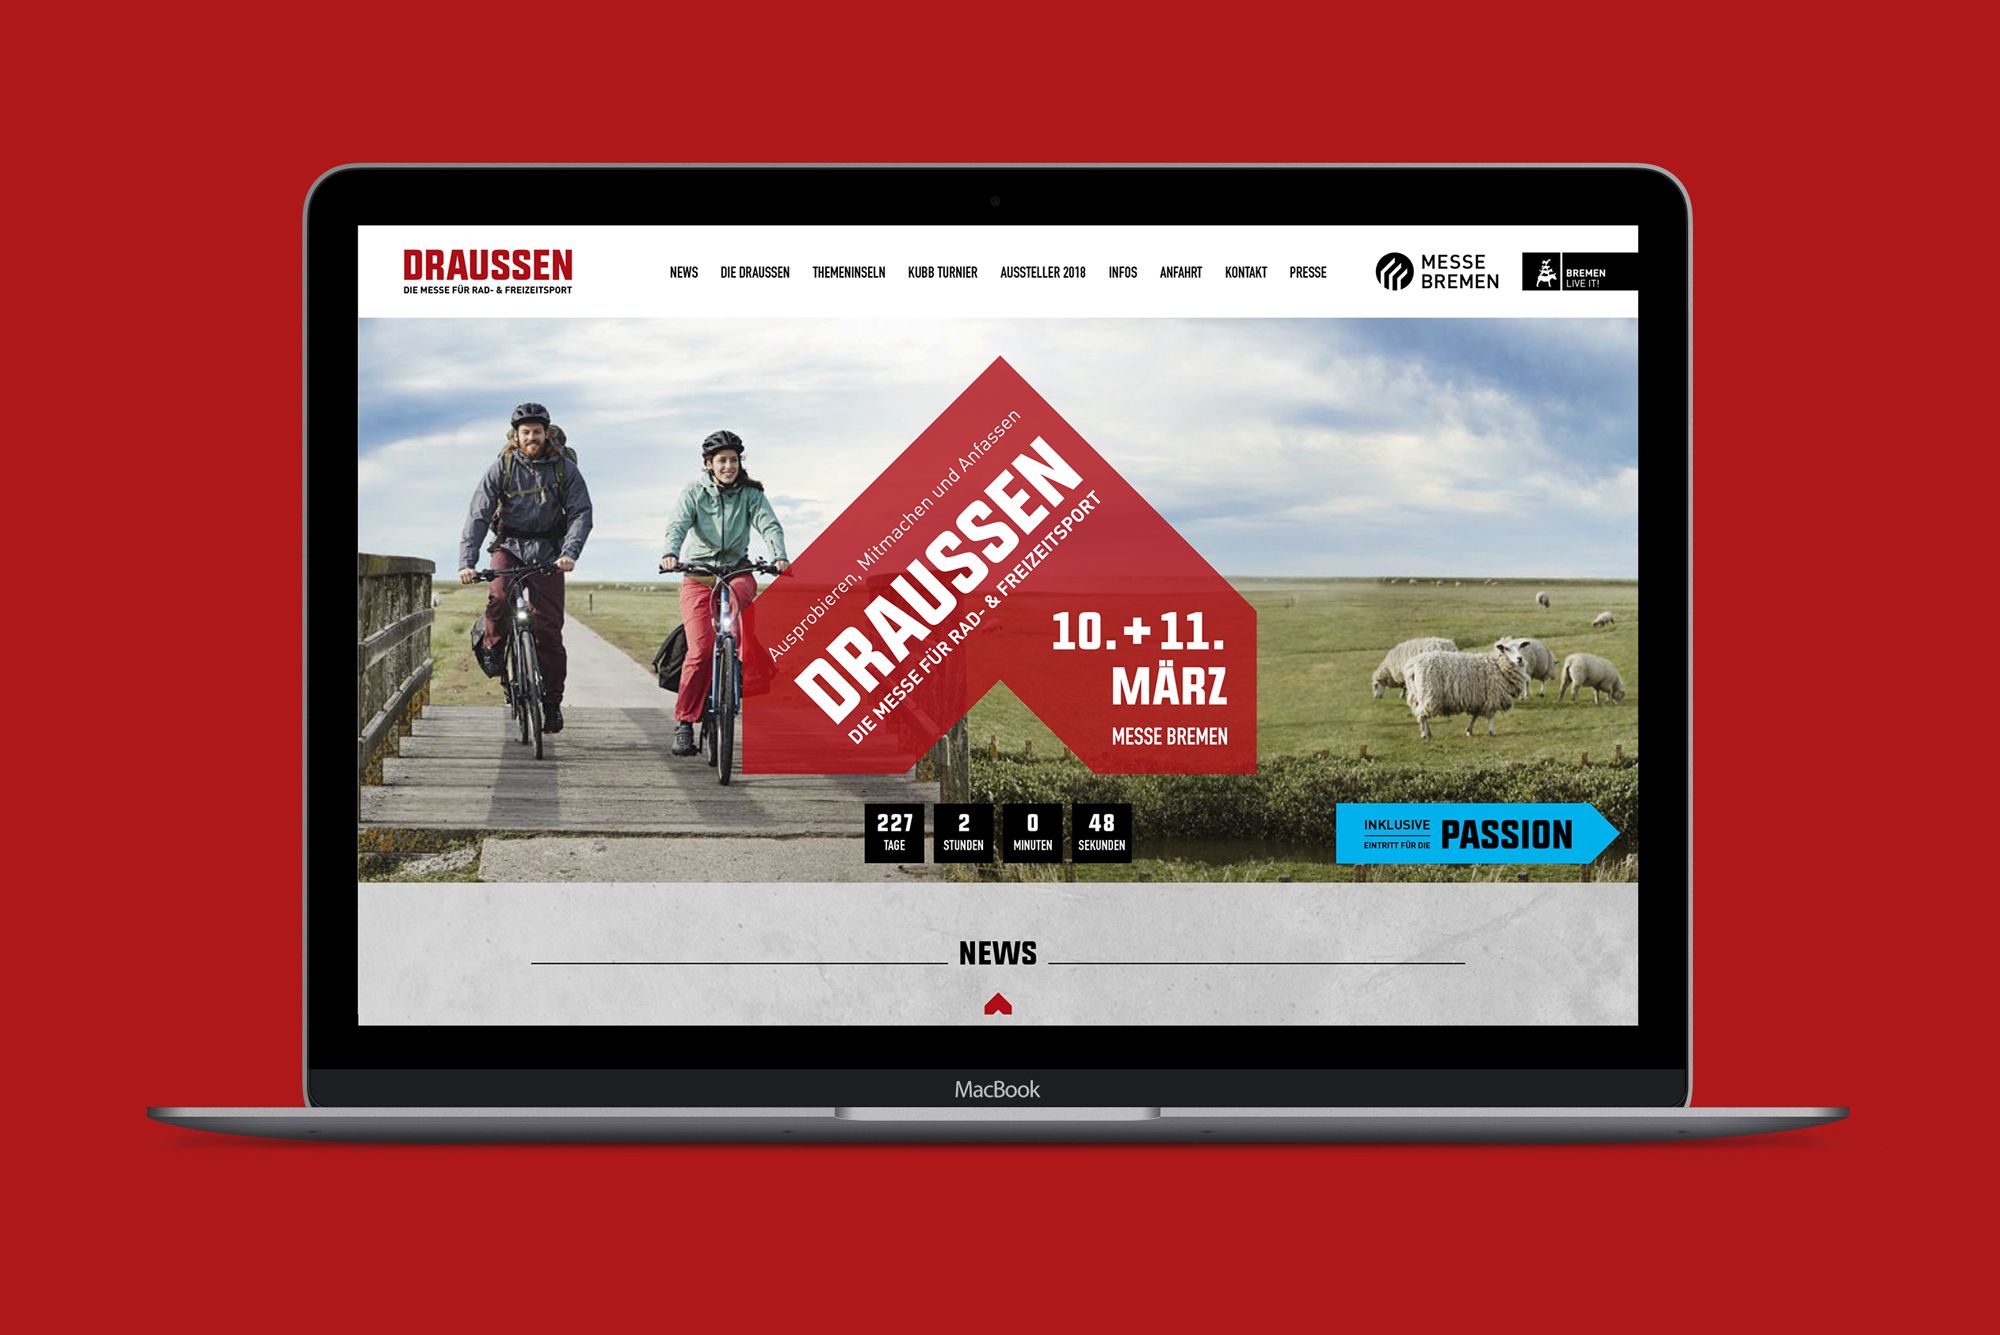 DRAUSSEN
DIE MESSE FÜR RAD- & FREIZEITSPORT
NEWS DIE DRAUSSEN THEMENINSELN KUBB TURNIER AUSSTELLER 2018 INFOS ANFAHRT KONTAKT PRESSE
MESSE
BREMEN
BREMEN
LIVE IT!
Ausprobieren, Mitmachen und Anfassen
DRAUSSEN
DIE MESSE FÜR RAD- & FREIZEITSPORT
10. + 11.
MÄRZ
MESSE BREMEN
227 2 0 48
TAGE STUNDEN MINUTEN SEKUNDEN
INKLUSIVE
EINTRITT FÜR DIE
PASSION
NEWS
MacBook